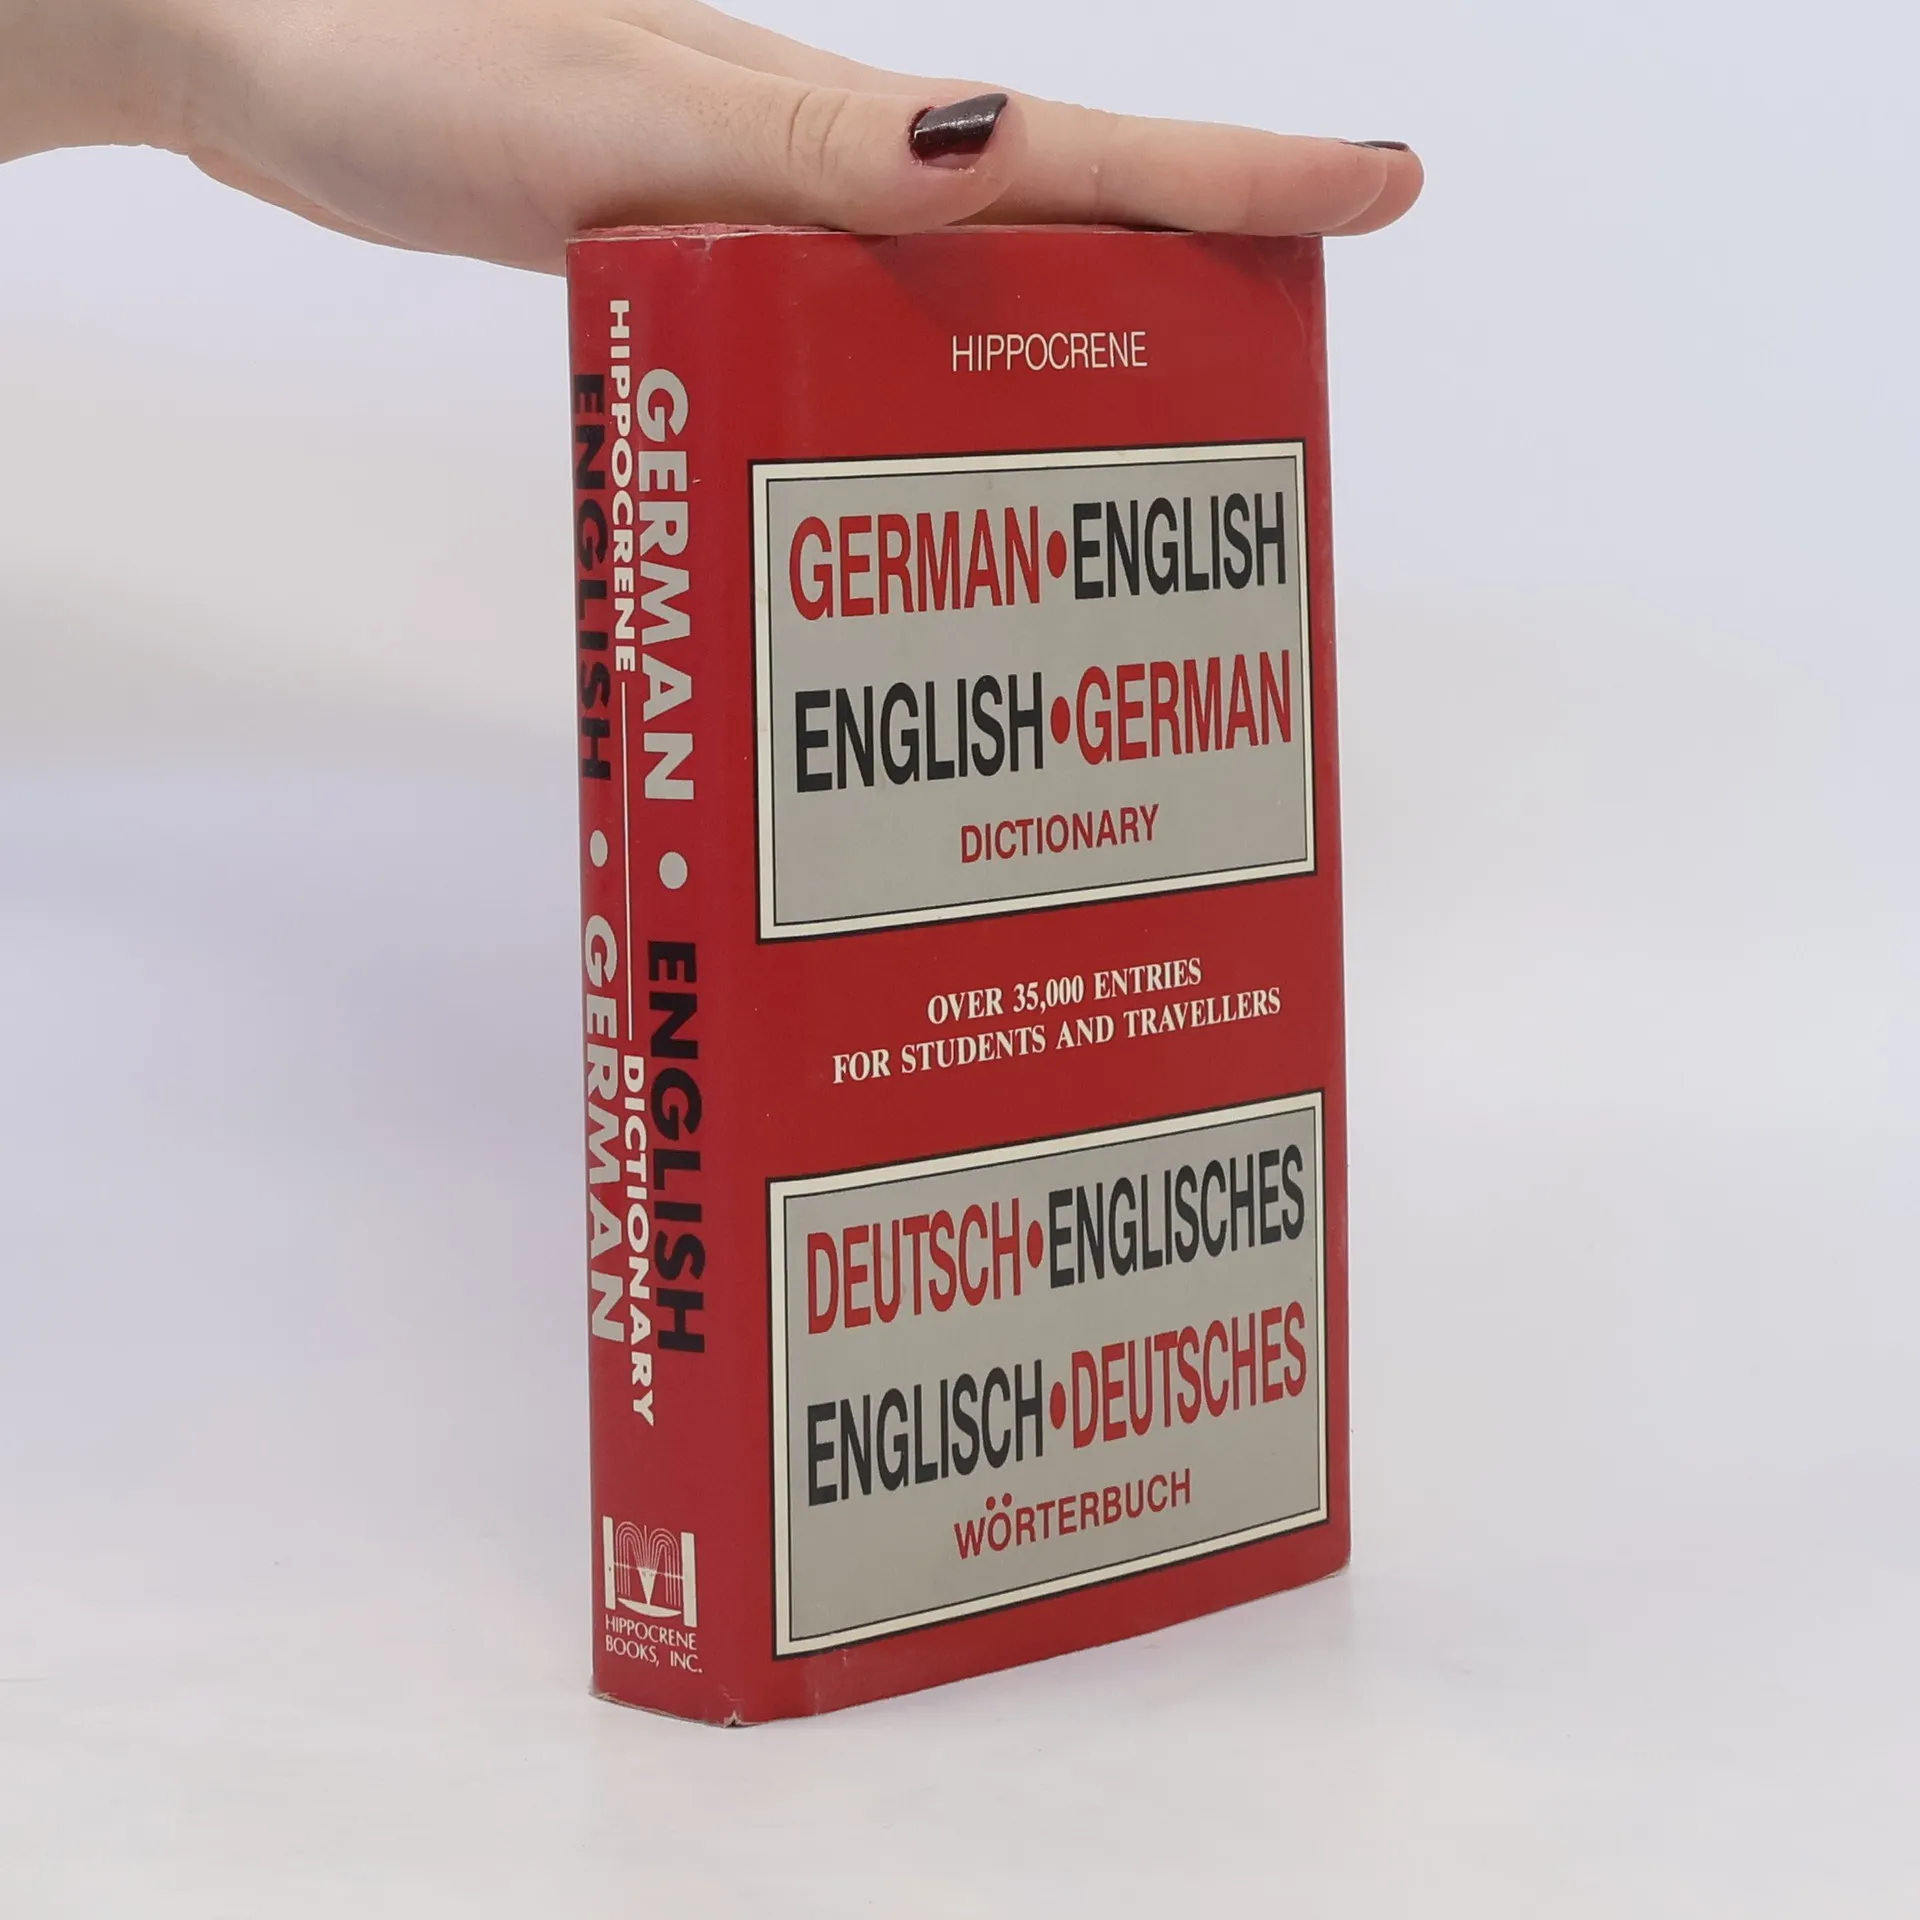 HIPPOCRENE
GERMAN•ENGLISH
ENGLISH•GERMAN
DICTIONARY
OVER 35,000 ENTRIES
FOR STUDENTS AND TRAVELLERS
DEUTSCH•ENGLISCHES
ENGLISCH•DEUTSCHES
WÖRTERBUCH
GERMAN • ENGLISH
HIPPOCRENE DICTIONARY
ENGLISH • GERMAN
HIPPOCRENE
BOOKS, INC.